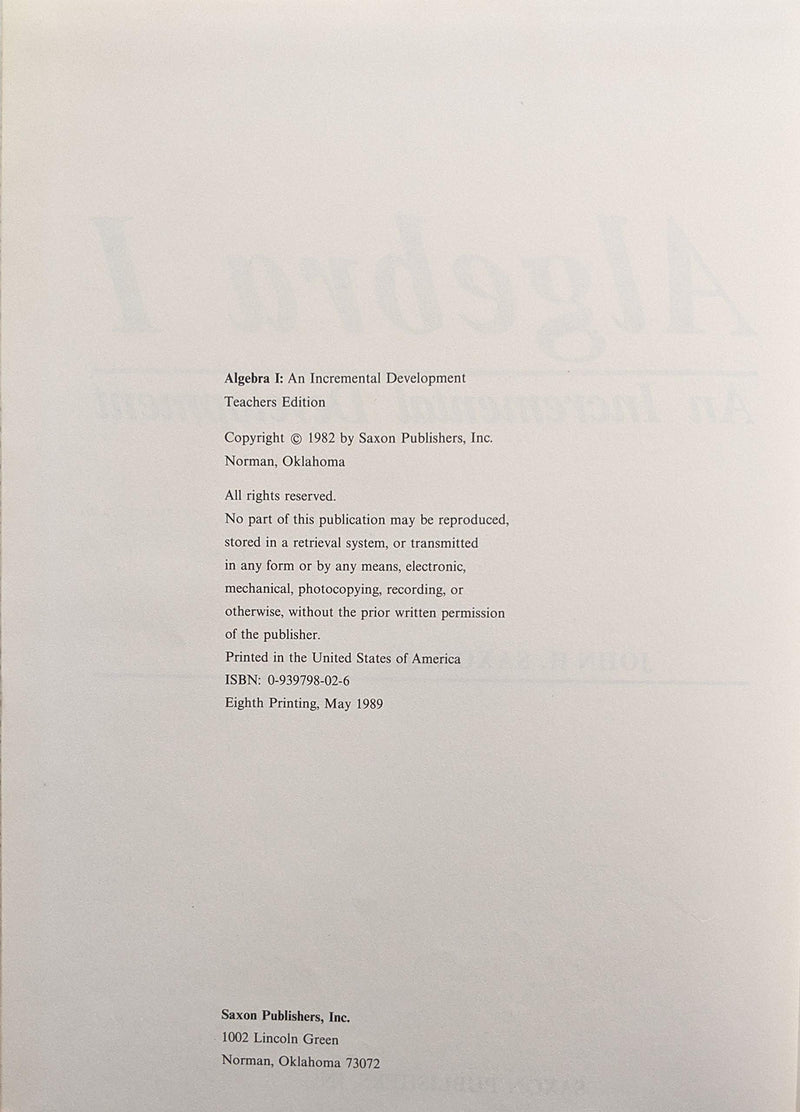 Algebra I: An Incremental Development
Teachers Edition
Copyright © 1982 by Saxon Publishers, Inc.
Norman, Oklahoma
All rights reserved.
No part of this publication may be reproduced,
stored in a retrieval system, or transmitted
in any form or by any means, electronic,
mechanical, photocopying, recording, or
otherwise, without the prior written permission
of the publisher.
Printed in the United States of America
ISBN: 0-939798-02-6
Eighth Printing, May 1989
Saxon Publishers, Inc.
1002 Lincoln Green
Norman, Oklahoma 73072